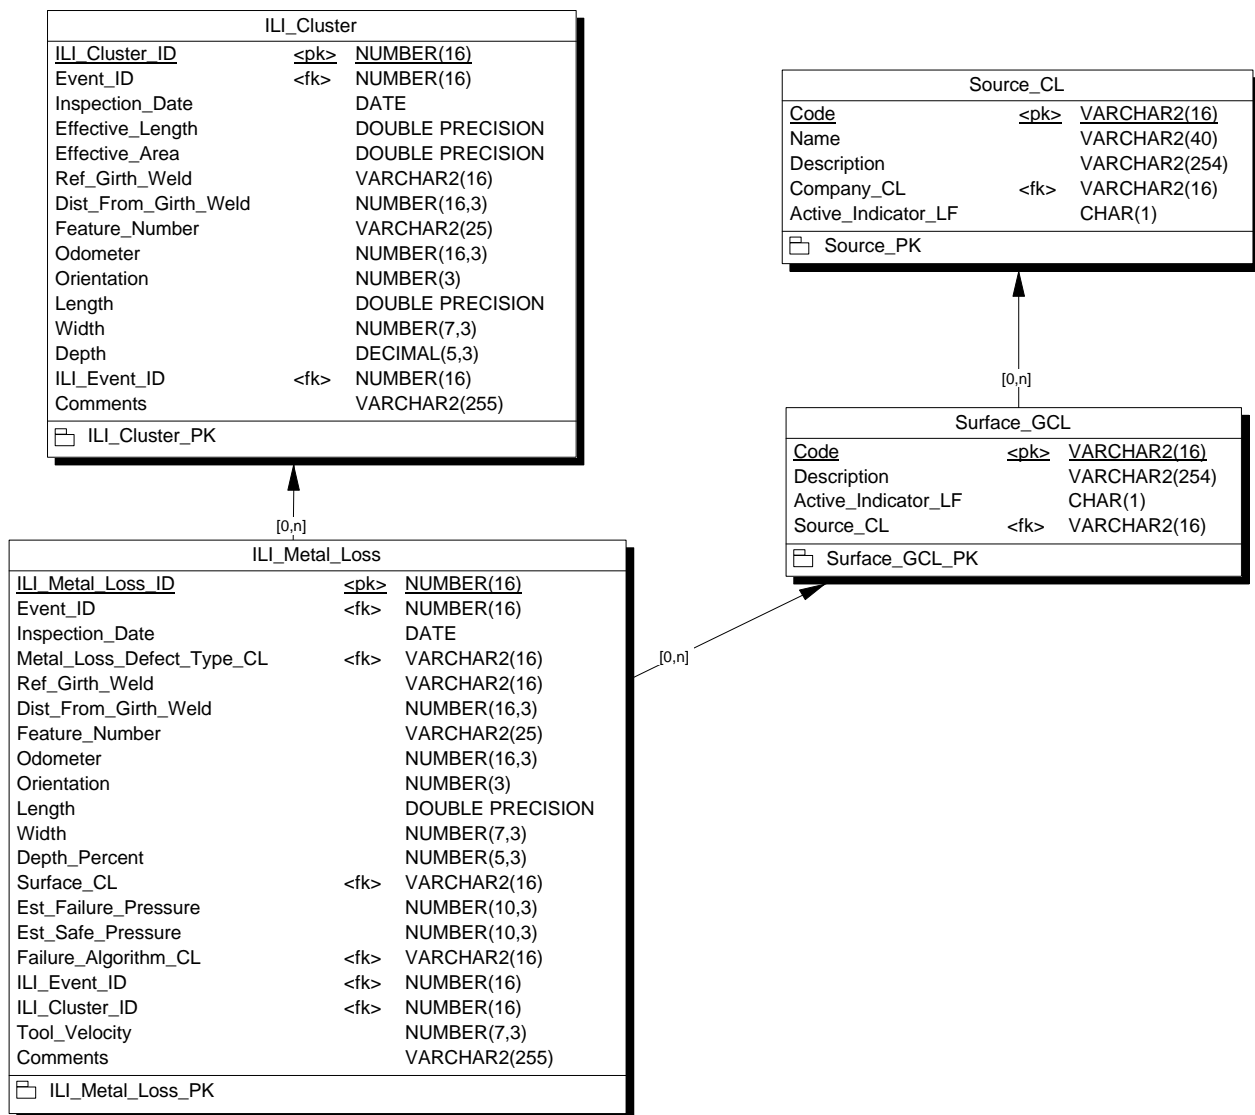 ILI_Cluster
ILI_Cluster_ID <pk> NUMBER(16)
Event_ID <fk> NUMBER(16)
Inspection_Date DATE
Effective_Length DOUBLE PRECISION
Effective_Area DOUBLE PRECISION
Ref_Girth_Weld VARCHAR2(16)
Dist_From_Girth_Weld NUMBER(16,3)
Feature_Number VARCHAR2(25)
Odometer NUMBER(16,3)
Orientation NUMBER(3)
Length DOUBLE PRECISION
Width NUMBER(7,3)
Depth DECIMAL(5,3)
ILI_Event_ID <fk> NUMBER(16)
Comments VARCHAR2(255)
ILI_Cluster_PK
[0,n]
ILI_Metal_Loss
ILI_Metal_Loss_ID <pk> NUMBER(16)
Event_ID <fk> NUMBER(16)
Inspection_Date DATE
Metal_Loss_Defect_Type_CL <fk> VARCHAR2(16)
Ref_Girth_Weld VARCHAR2(16)
Dist_From_Girth_Weld NUMBER(16,3)
Feature_Number VARCHAR2(25)
Odometer NUMBER(16,3)
Orientation NUMBER(3)
Length DOUBLE PRECISION
Width NUMBER(7,3)
Depth_Percent NUMBER(5,3)
Surface_CL <fk> VARCHAR2(16)
Est_Failure_Pressure NUMBER(10,3)
Est_Safe_Pressure NUMBER(10,3)
Failure_Algorithm_CL <fk> VARCHAR2(16)
ILI_Event_ID <fk> NUMBER(16)
ILI_Cluster_ID <fk> NUMBER(16)
Tool_Velocity NUMBER(7,3)
Comments VARCHAR2(255)
ILI_Metal_Loss_PK
Source_CL
Code <pk> VARCHAR2(16)
Name VARCHAR2(40)
Description VARCHAR2(254)
Company_CL <fk> VARCHAR2(16)
Active_Indicator_LF CHAR(1)
Source_PK
[0,n]
Surface_GCL
Code <pk> VARCHAR2(16)
Description VARCHAR2(254)
Active_Indicator_LF CHAR(1)
Source_CL <fk> VARCHAR2(16)
Surface_GCL_PK
[0,n]